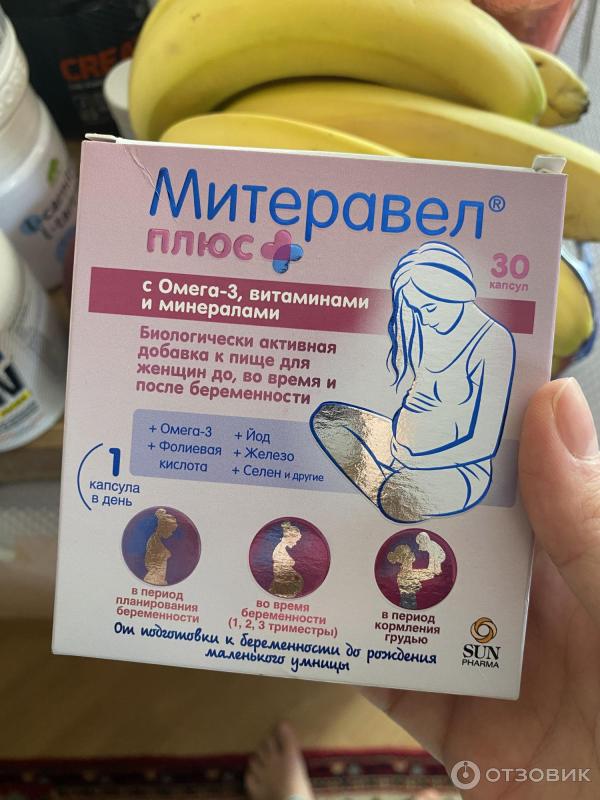 CREA
Митеравел®
плюс
30
капсул
с Омега-3, витаминами
и минералами
Биологически активная
добавка к пище для
женщин до, во время и
после беременности
+ Омега-3
+ Фолиевая
кислота
+ Йод
+ Железо
+ Селен и другие
1
капсула
в день
в период
планирования
беременности
во время
беременности
(1, 2, 3 триместры)
в период
кормления
грудью
От подготовки к беременности до рождения
маленького умницы
SUN
PHARMA
ОТЗОВИК